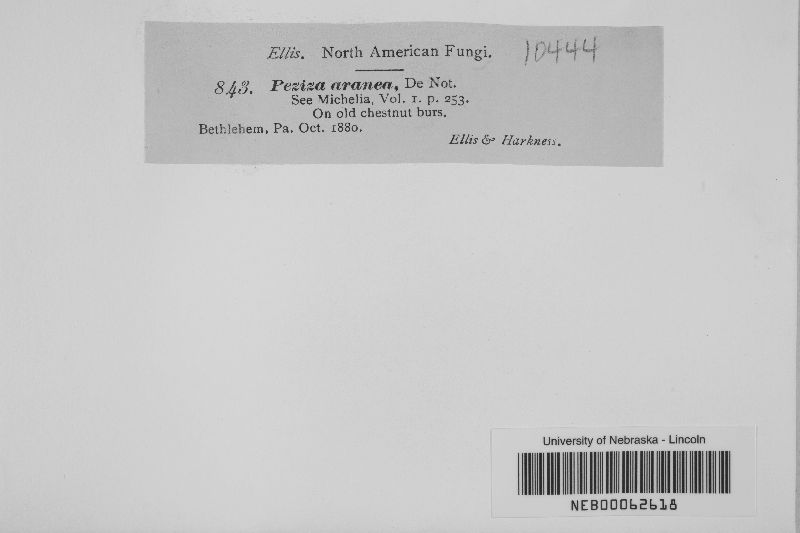 Ellis. North American Fungi. 10444
843. Peziza aranea, De Not.
See Michelia, Vol. 1. p. 253.
On old chestnut burs.
Bethlehem, Pa. Oct. 1880.
Ellis & Harkness.
University of Nebraska - Lincoln
NEB00062618